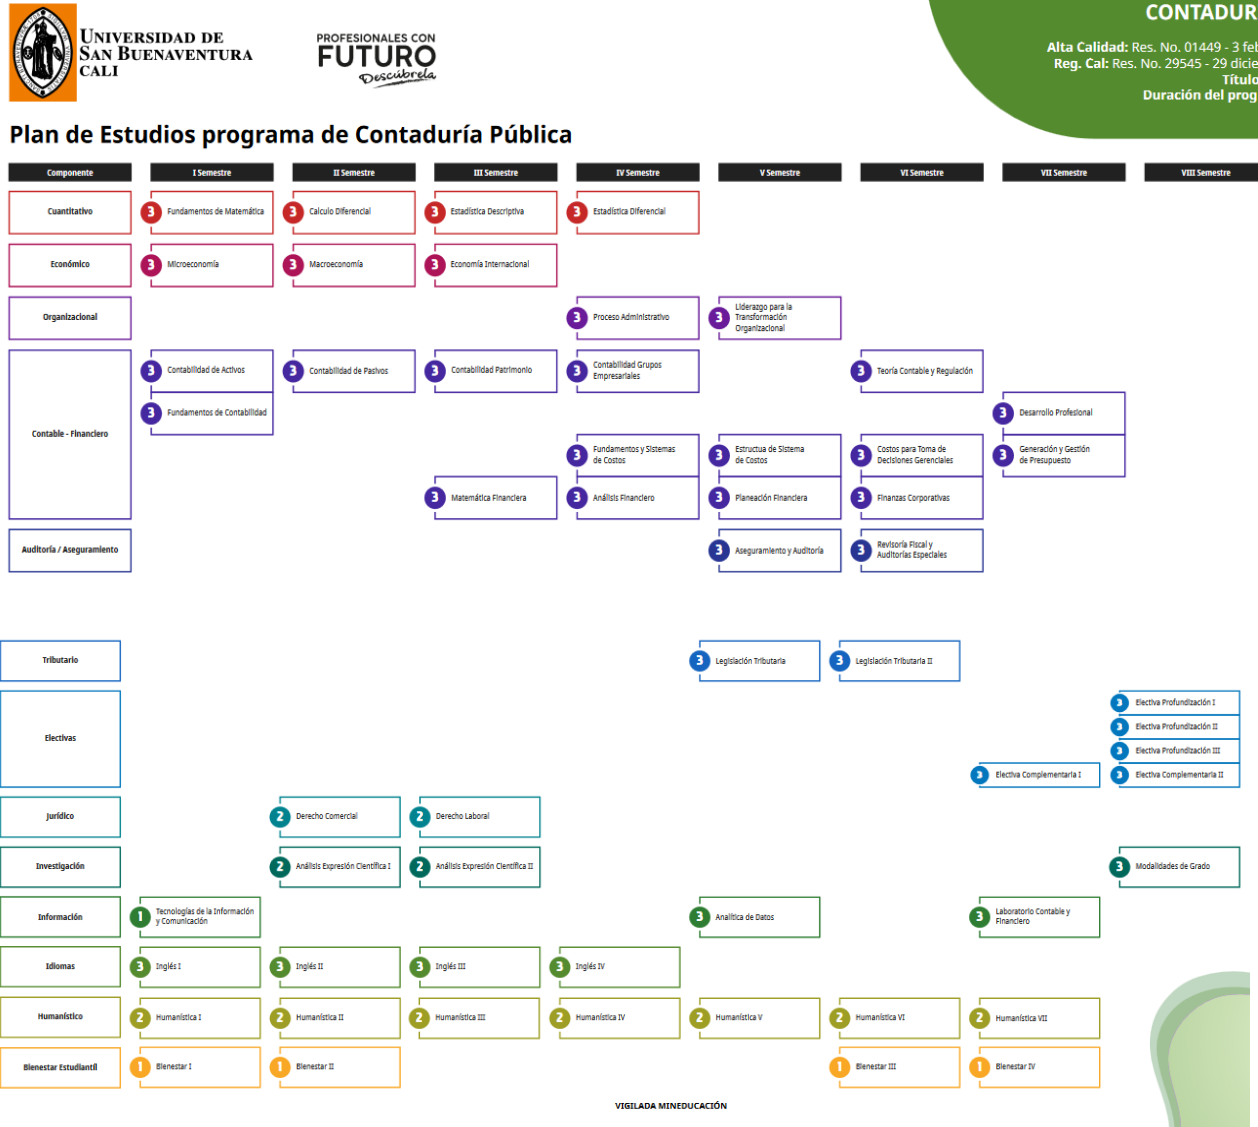 UNIVERSIDAD DE
SAN BUENAVENTURA
CALI
PROFESIONALES CON
FUTURO
Descúbrela
CONTADUR
Alta Calidad: Res. No. 01449 - 3 feb
Reg. Cal: Res. No. 29545 - 29 dicie
Título
Duración del prog
Plan de Estudios programa de Contaduría Pública
Componente
I Semestre
II Semestre
III Semestre
IV Semestre
V Semestre
VI Semestre
VII Semestre
VIII Semestre
Cuantitativo
3 Fundamentos de Matemática
3 Calculo Diferencial
3 Estadística Descriptiva
3 Estadística Diferencial
Económico
3 Microeconomía
3 Macroeconomía
3 Economía Internacional
Organizacional
3 Proceso Administrativo
3 Liderazgo para la
Transformación
Organizacional
Contable - Financiero
3 Contabilidad de Activos
3 Contabilidad de Pasivos
3 Contabilidad Patrimonio
3 Contabilidad Grupos
Empresariales
3 Teoría Contable y Regulación
3 Fundamentos de Contabilidad
3 Desarrollo Profesional
3 Fundamentos y Sistemas
de Costos
3 Estructua de Sistema
de Costos
3 Costos para Toma de
Decisiones Gerenciales
3 Generación y Gestión
de Presupuesto
3 Matemática Financiera
3 Análisis Financiero
3 Planeación Financiera
3 Finanzas Corporativas
Auditoría / Aseguramiento
3 Aseguramiento y Auditoría
3 Revisoría Fiscal y
Auditorías Especiales
Tributario
3 Legislación Tributaria
3 Legislación Tributaria II
Electivas
3 Electiva Profundización I
3 Electiva Profundización II
3 Electiva Profundización III
3 Electiva Complementaria I
3 Electiva Complementaria II
Jurídico
2 Derecho Comercial
2 Derecho Laboral
Investigación
2 Análisis Expresión Científica I
2 Análisis Expresión Científica II
3 Modalidades de Grado
Información
1 Tecnologías de la Información
y Comunicación
3 Analítica de Datos
3 Laboratorio Contable y
Financiero
Idiomas
3 Inglés I
3 Inglés II
3 Inglés III
3 Inglés IV
Humanístico
2 Humanística I
2 Humanística II
2 Humanística III
2 Humanística IV
2 Humanística V
2 Humanística VI
2 Humanística VII
Bienestar Estudiantil
1 Bienestar I
1 Bienestar II
1 Bienestar III
1 Bienestar IV
VIGILADA MINEDUCACIÓN